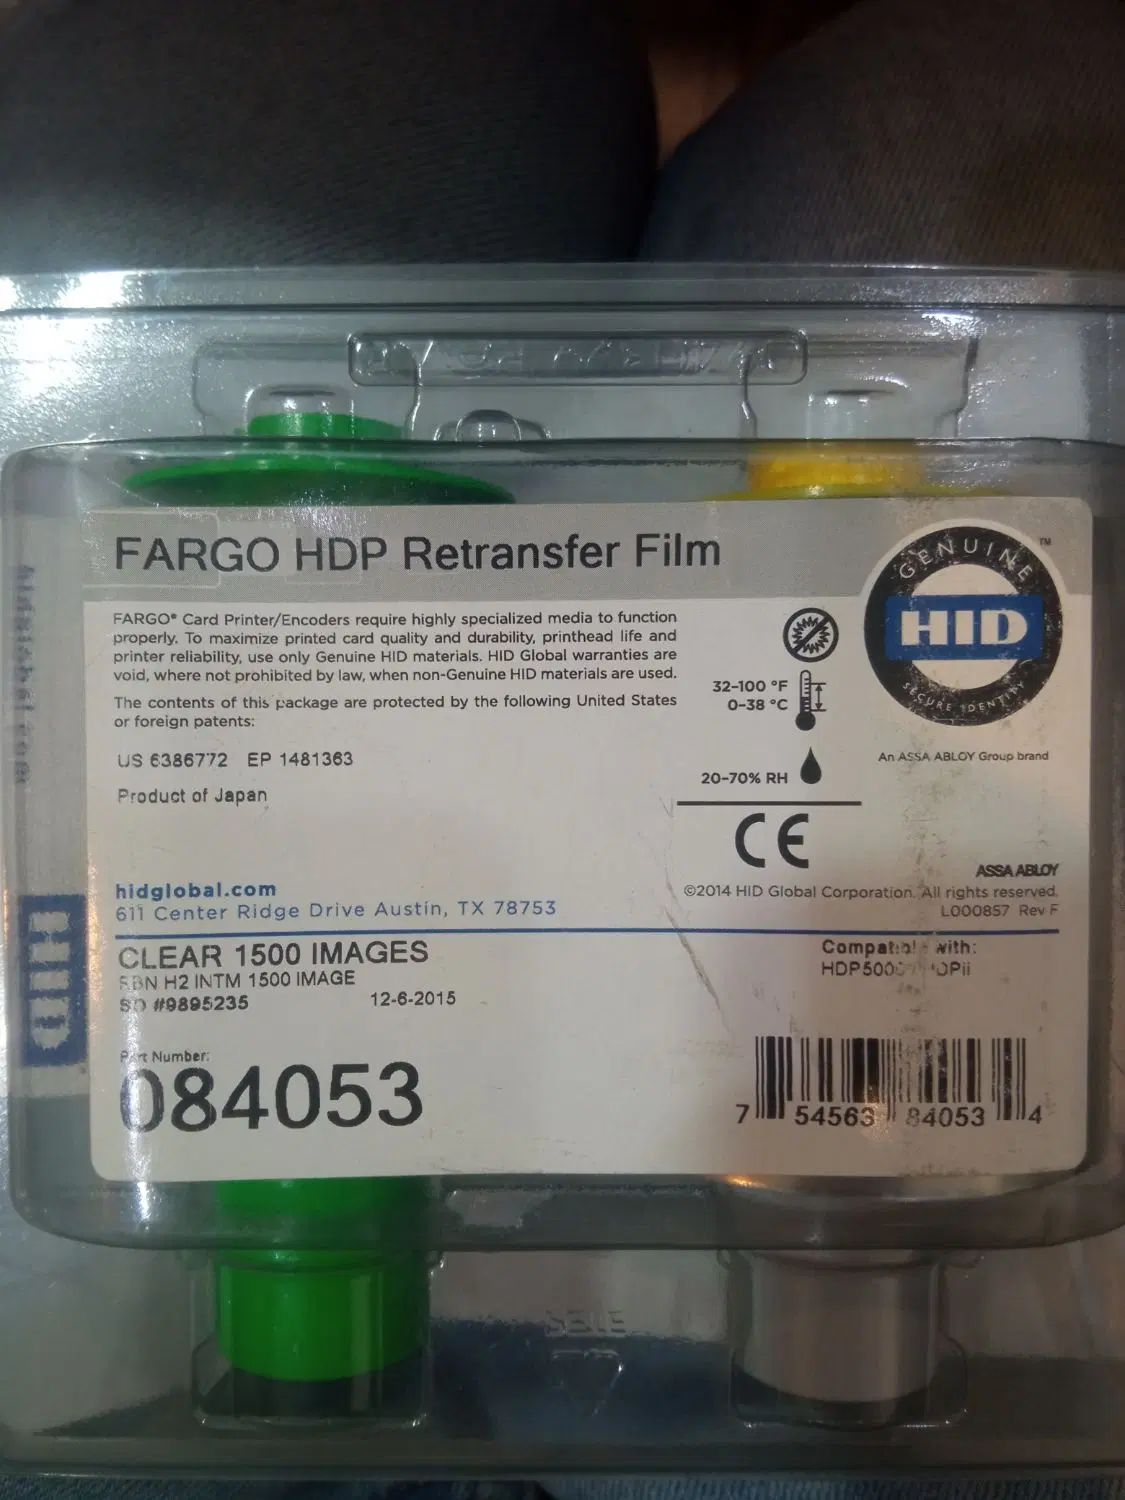 FARGO HDP Retransfer Film
FARGO® Card Printer/Encoders require highly specialized media to function
properly. To maximize printed card quality and durability, printhead life and
printer reliability, use only Genuine HID materials. HID Global warranties are
void, where not prohibited by law, when non-Genuine HID materials are used.
The contents of this package are protected by the following United States
or foreign patents:
US 6386772 EP 1481363
Product of Japan
GENUINE
HID
SECURE IDENTITY
TM
32–100 °F
0–38 °C
20–70% RH
An ASSA ABLOY Group brand
CE
ASSA ABLOY
©2014 HID Global Corporation. All rights reserved.
L000857 Rev F
hidglobal.com
611 Center Ridge Drive Austin, TX 78753
CLEAR 1500 IMAGES
RBN H2 INTM 1500 IMAGE
SO #9895235 12-6-2015
Compatible with:
Part Number:
084053
7 54563 84053 4
HID